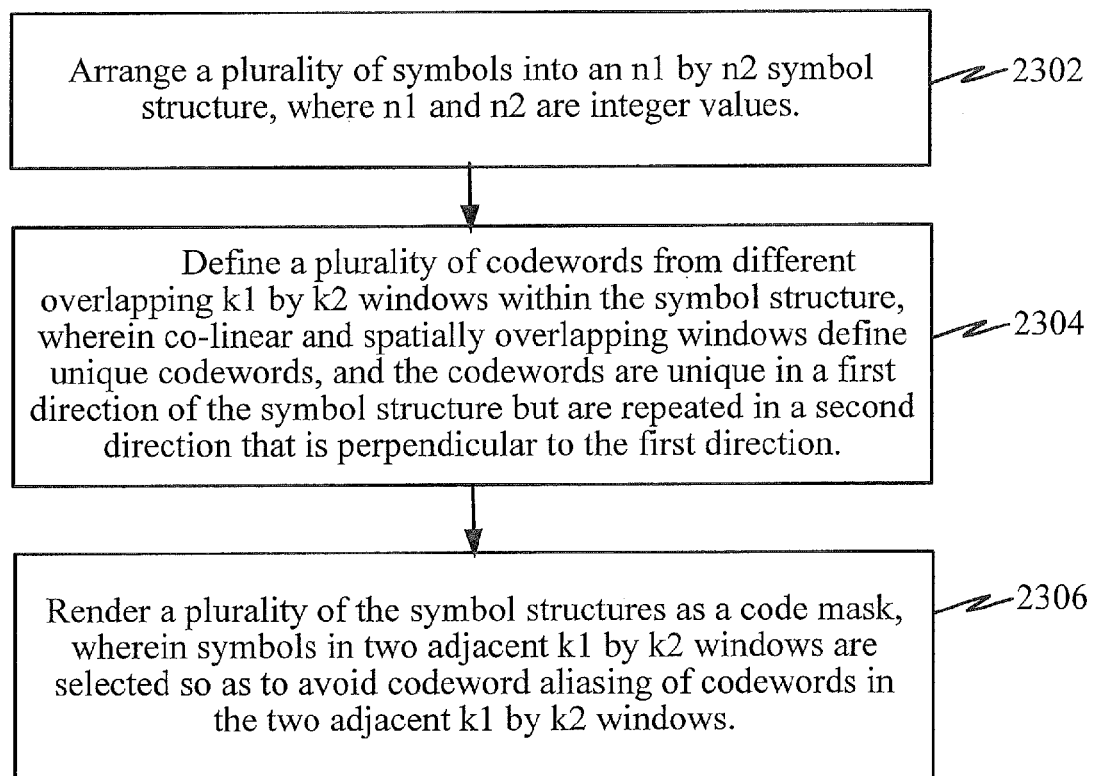 Arrange a plurality of symbols into an n1 by n2 symbol
structure, where n1 and n2 are integer values.
2302
Define a plurality of codewords from different
overlapping k1 by k2 windows within the symbol structure,
wherein co-linear and spatially overlapping windows define
unique codewords, and the codewords are unique in a first
direction of the symbol structure but are repeated in a second
direction that is perpendicular to the first direction.
2304
Render a plurality of the symbol structures as a code mask,
wherein symbols in two adjacent k1 by k2 windows are
selected so as to avoid codeword aliasing of codewords in
the two adjacent k1 by k2 windows.
2306